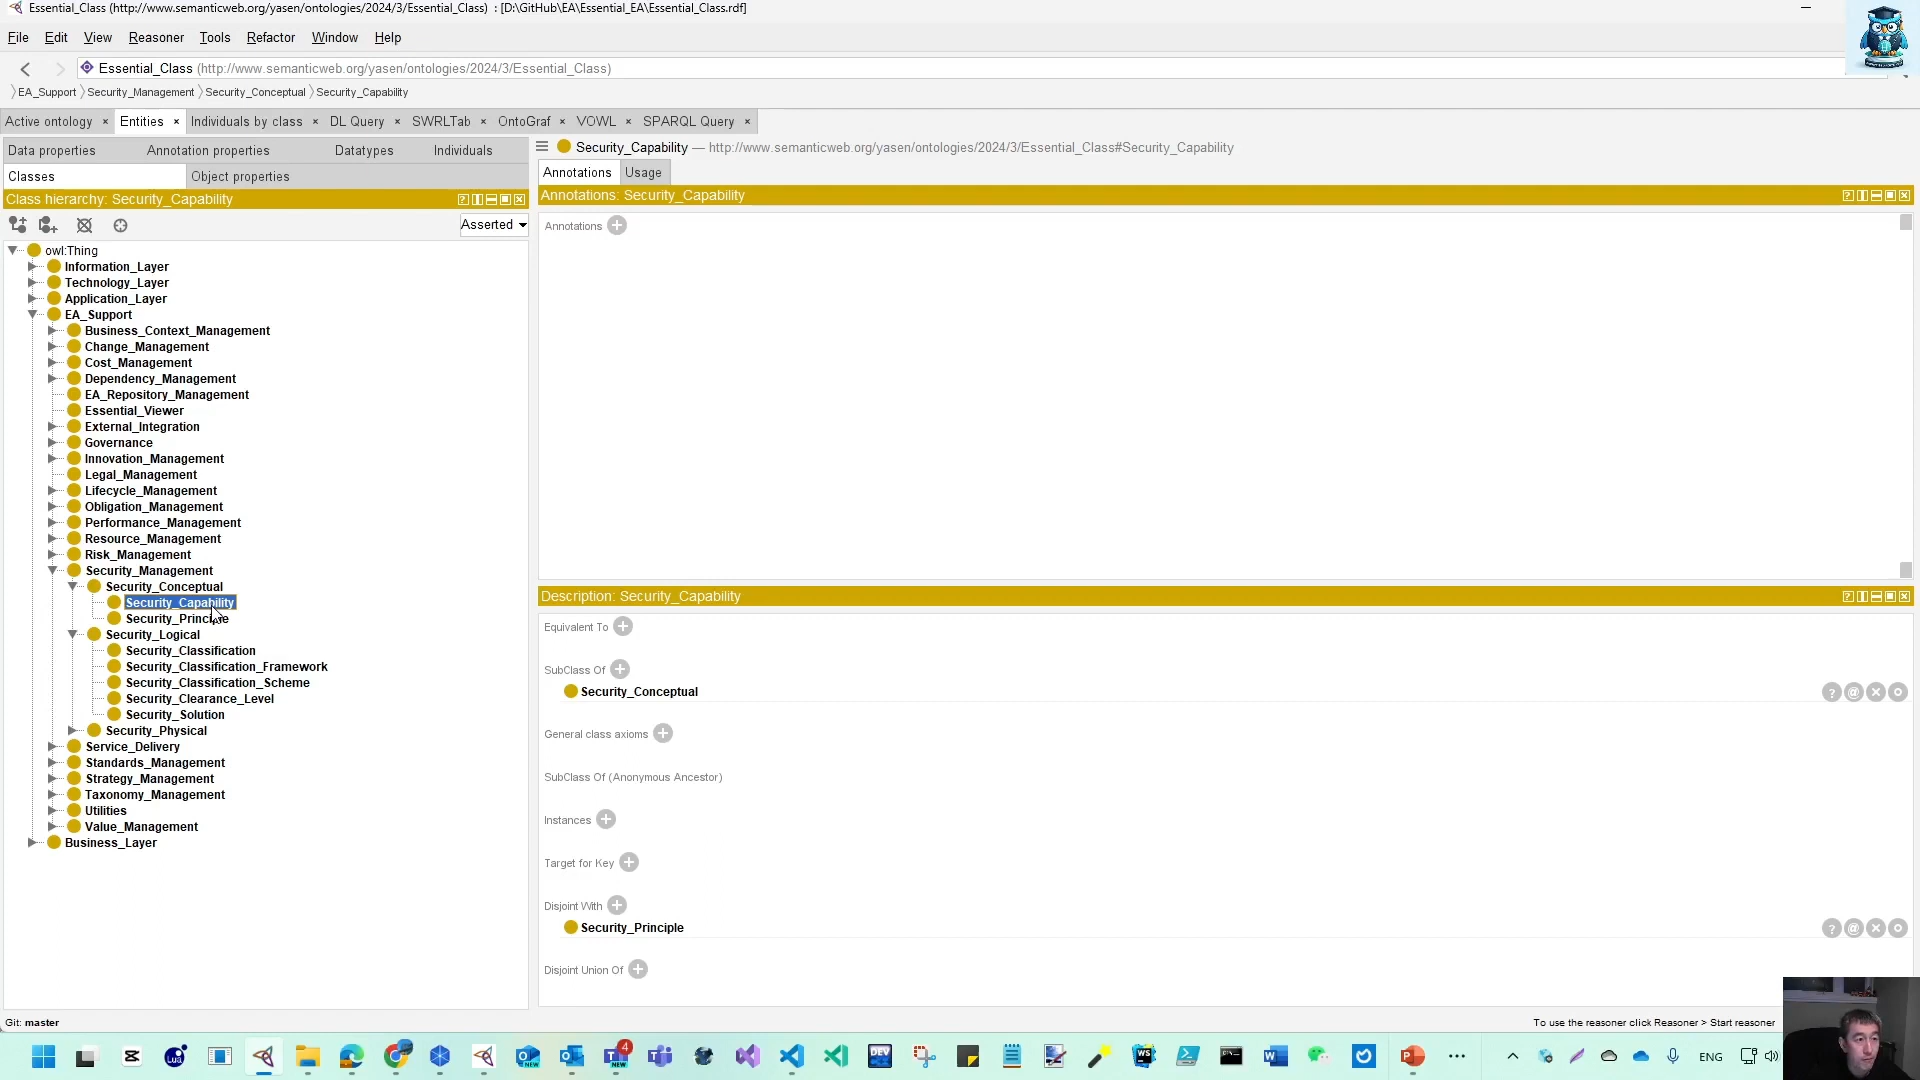 Essential_Class (http://www.semanticweb.org/yasen/ontologies/2024/3/Essential_Class) : [D:\GitHub\EA\Essential_EA\Essential_Class.rdf]
File Edit View Reasoner Tools Refactor Window Help
Essential_Class (http://www.semanticweb.org/yasen/ontologies/2024/3/Essential_Class)
EA_Support Security_Management Security_Conceptual Security_Capability
Active ontology × Entities × Individuals by class × DL Query × SWRLTab × OntoGraf × VOWL × SPARQL Query ×
Data properties Annotation properties Datatypes Individuals
Classes Object properties
Class hierarchy: Security_Capability
Asserted
owl:Thing
Information_Layer
Technology_Layer
Application_Layer
EA_Support
Business_Context_Management
Change_Management
Cost_Management
Dependency_Management
EA_Repository_Management
Essential_Viewer
External_Integration
Governance
Innovation_Management
Legal_Management
Lifecycle_Management
Obligation_Management
Performance_Management
Resource_Management
Risk_Management
Security_Management
Security_Conceptual
Security_Capability
Security_Principle
Security_Logical
Security_Classification
Security_Classification_Framework
Security_Classification_Scheme
Security_Clearance_Level
Security_Solution
Security_Physical
Service_Delivery
Standards_Management
Strategy_Management
Taxonomy_Management
Utilities
Value_Management
Business_Layer
Security_Capability — http://www.semanticweb.org/yasen/ontologies/2024/3/Essential_Class#Security_Capability
Annotations Usage
Annotations: Security_Capability
Annotations
Description: Security_Capability
Equivalent To
SubClass Of
Security_Conceptual
General class axioms
SubClass Of (Anonymous Ancestor)
Instances
Target for Key
Disjoint With
Security_Principle
Disjoint Union Of
Git: master
To use the reasoner click Reasoner > Start reasoner
4
ENG